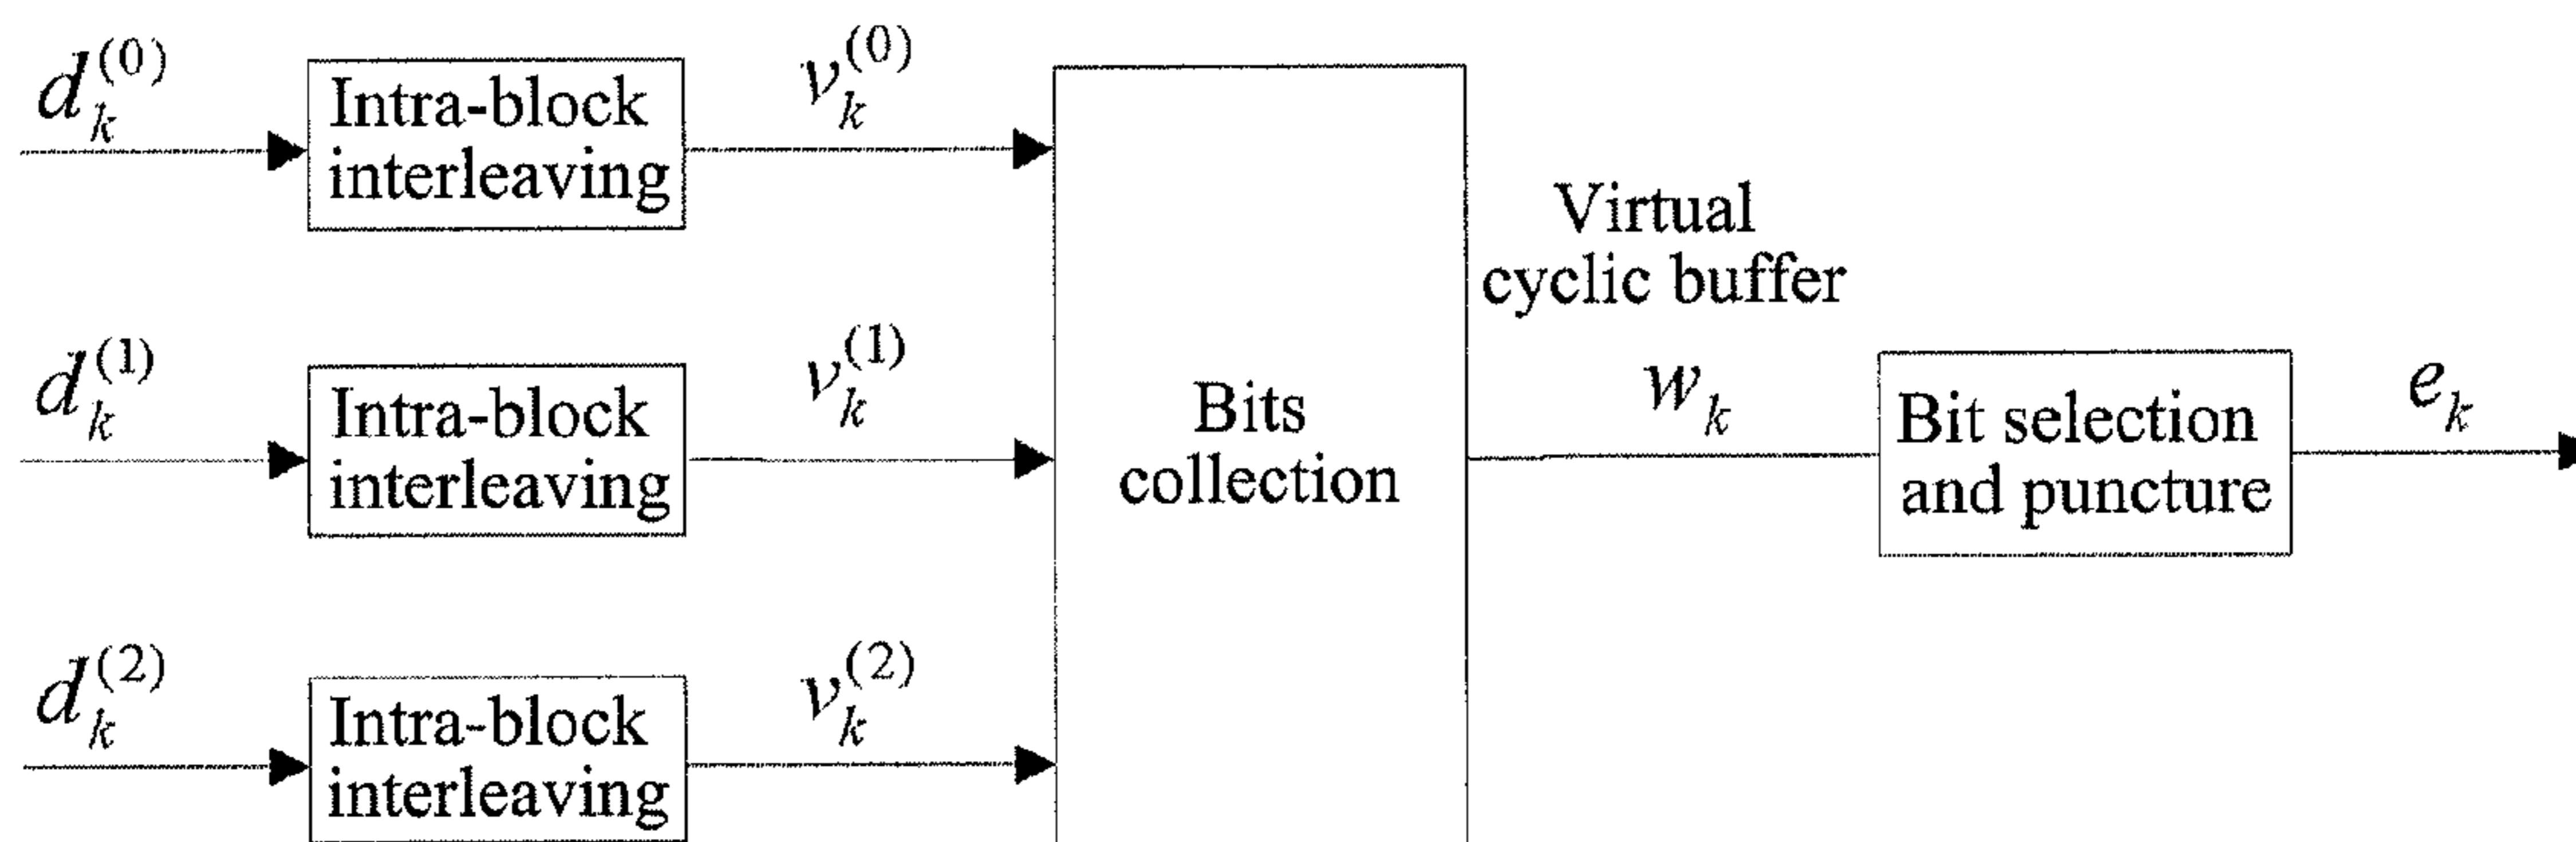 d_k^{(0)}
Intra-block
interleaving
v_k^{(0)}
Virtual
cyclic buffer
d_k^{(1)}
Intra-block
interleaving
v_k^{(1)}
Bits
collection
w_k
Bit selection
and puncture
e_k
d_k^{(2)}
Intra-block
interleaving
v_k^{(2)}